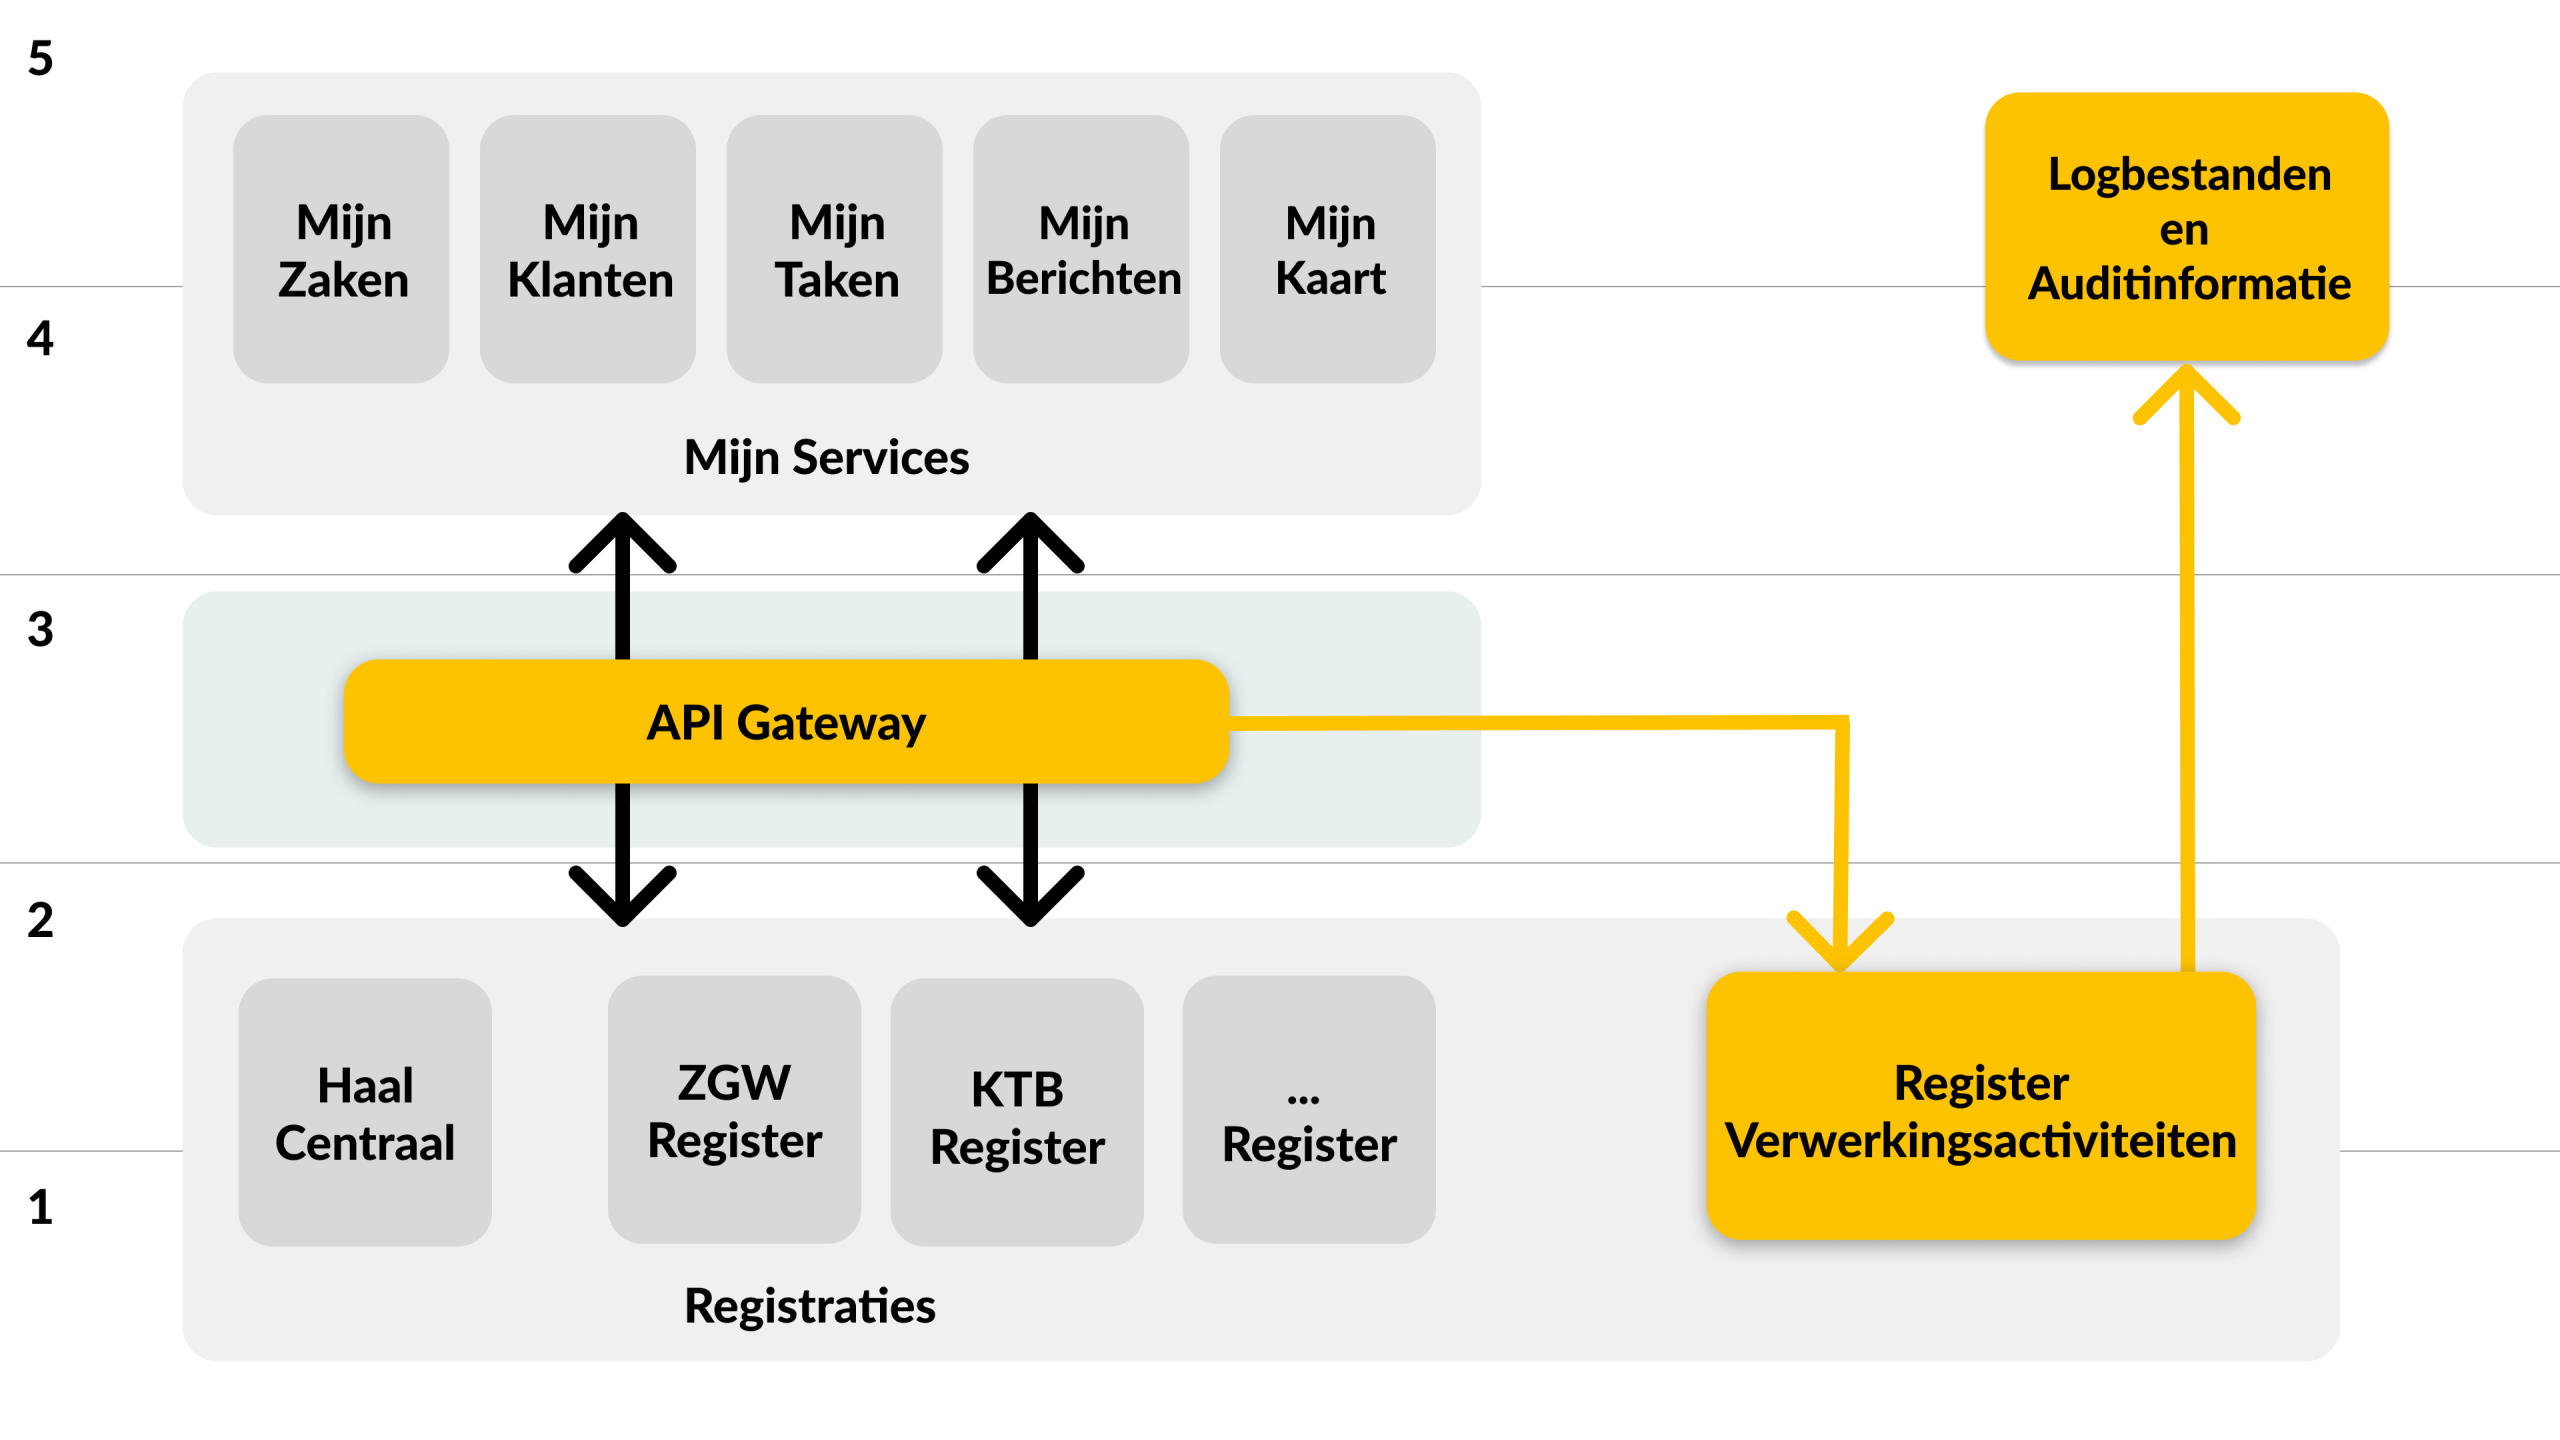 5
Mijn
Zaken
Mijn
Klanten
Mijn
Taken
Mijn
Berichten
Mijn
Kaart
Logbestanden
en
Auditinformatie
4
Mijn Services
3
API Gateway
2
Haal
Centraal
ZGW
Register
KTB
Register
...
Register
Register
Verwerkingsactiviteiten
1
Registraties